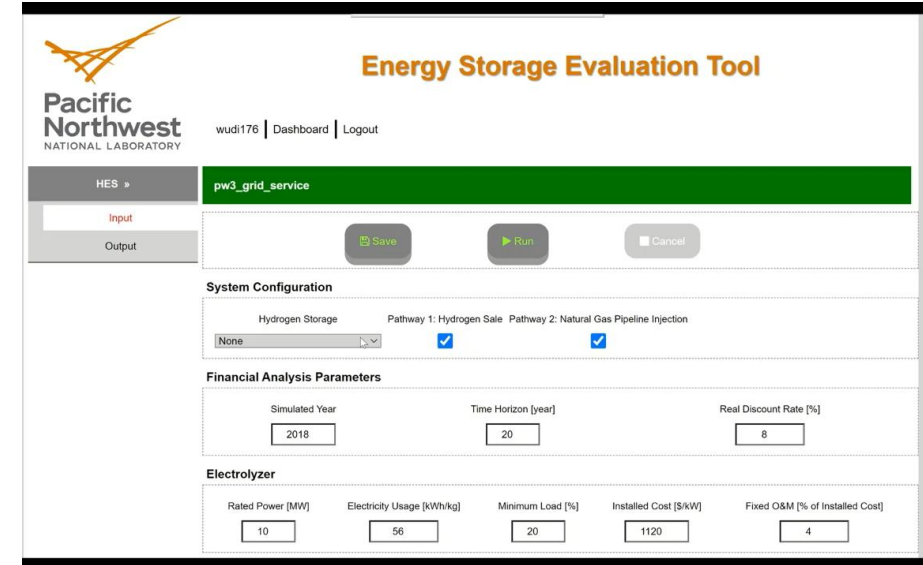 Energy Storage Evaluation Tool
Pacific
Northwest
NATIONAL LABORATORY
wudi176 | Dashboard | Logout
HES »
pw3_grid_service
Input
Output
Save
Run
Cancel
System Configuration
Hydrogen Storage
Pathway 1: Hydrogen Sale
Pathway 2: Natural Gas Pipeline Injection
None
Financial Analysis Parameters
Simulated Year
Time Horizon [year]
Real Discount Rate [%]
2018
20
8
Electrolyzer
Rated Power [MW]
Electricity Usage [kWh/kg]
Minimum Load [%]
Installed Cost [$/kW]
Fixed O&M [% of Installed Cost]
10
56
20
1120
4